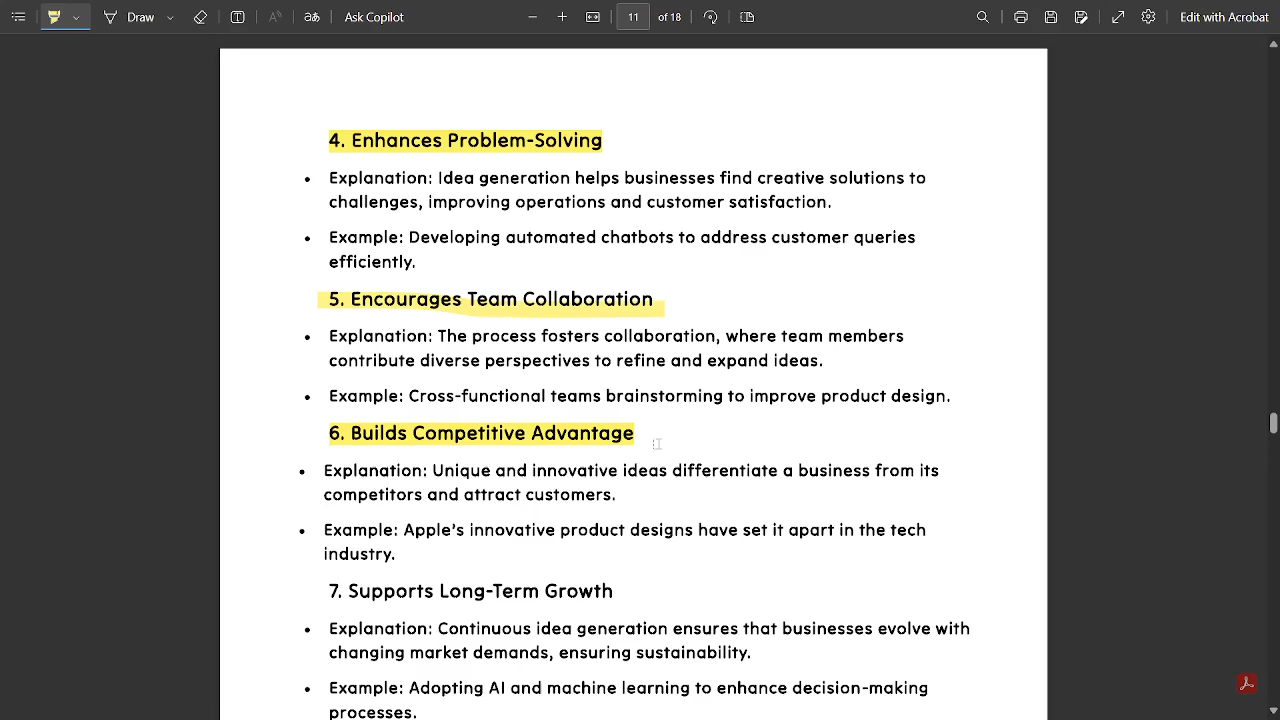 Draw
Ask Copilot
11 of 18
Edit with Acrobat
4. Enhances Problem-Solving
• Explanation: Idea generation helps businesses find creative solutions to
challenges, improving operations and customer satisfaction.
• Example: Developing automated chatbots to address customer queries
efficiently.
5. Encourages Team Collaboration
• Explanation: The process fosters collaboration, where team members
contribute diverse perspectives to refine and expand ideas.
• Example: Cross-functional teams brainstorming to improve product design.
6. Builds Competitive Advantage
• Explanation: Unique and innovative ideas differentiate a business from its
competitors and attract customers.
• Example: Apple's innovative product designs have set it apart in the tech
industry.
7. Supports Long-Term Growth
• Explanation: Continuous idea generation ensures that businesses evolve with
changing market demands, ensuring sustainability.
• Example: Adopting AI and machine learning to enhance decision-making
processes.